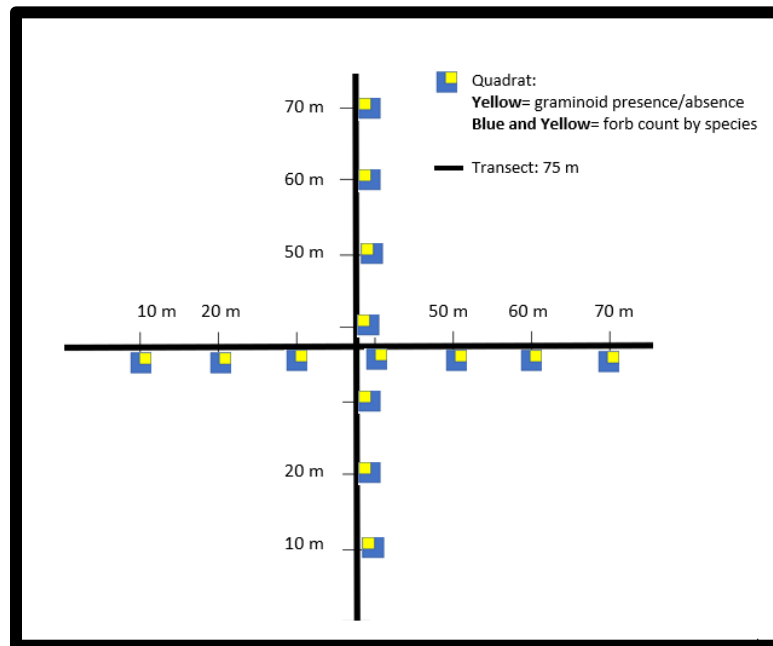 Quadrat:
Yellow= graminoid presence/absence
Blue and Yellow= forb count by species
Transect: 75 m
70 m
60 m
50 m
10 m 20 m 50 m 60 m 70 m
20 m
10 m